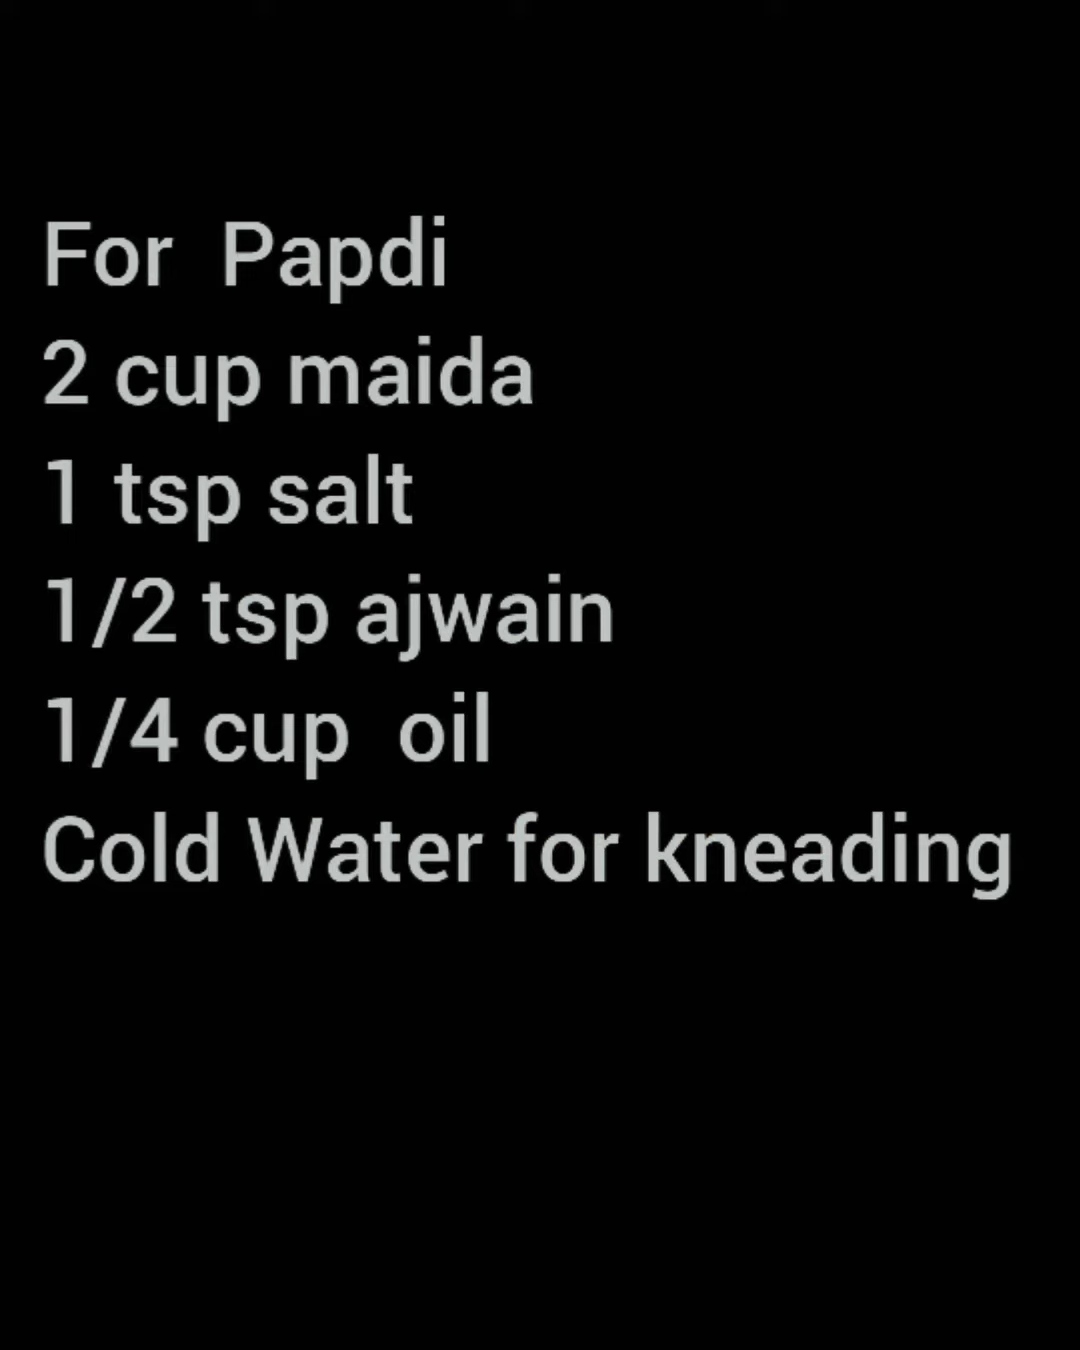 For  Papdi
2 cup maida
1 tsp salt
1/2 tsp ajwain
1/4 cup  oil
Cold Water for kneading